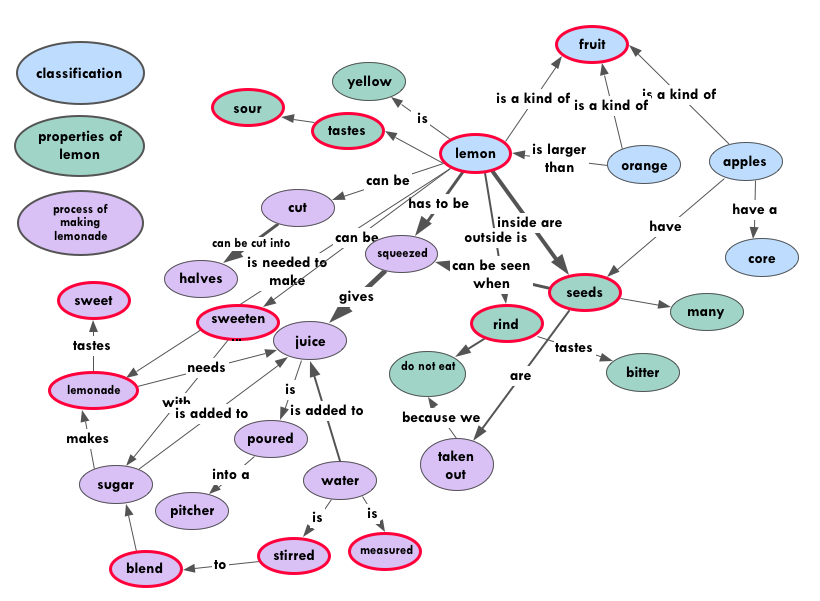 fruit
classification
yellow
is a kind of
is a kind of
is a kind of
sour
is
tastes
properties of
lemon
lemon
is larger
than
orange
apples
can be
cut
has to be
have a
process of
making
lemonade
inside are
have
can be
outside is
can be cut into
squeezed
core
is needed to
make
can be seen
when
halves
gives
seeds
sweet
many
sweeten
...
rind
juice
tastes
tastes
needs
do not eat
bitter
are
lemonade
is
with
is added to
is added to
because we
makes
poured
taken
out
into a
sugar
water
pitcher
is
is
stirred
measured
to
blend